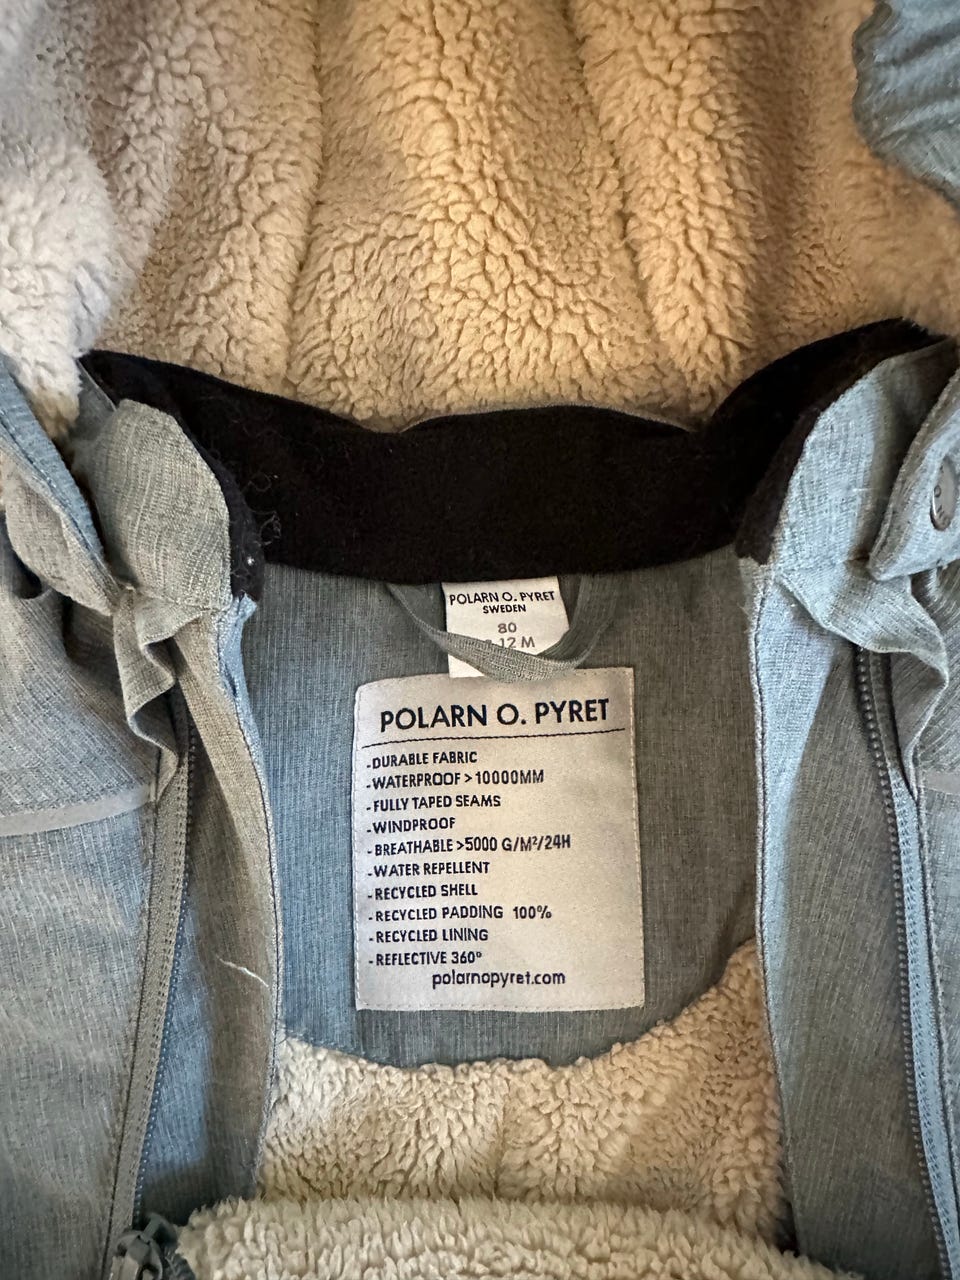 POLARN O. PYRET
SWEDEN
80
12 M
POLARN O. PYRET
-DURABLE FABRIC
-WATERPROOF > 10000MM
-FULLY TAPED SEAMS
-WINDPROOF
-BREATHABLE >5000 G/M²/24H
-WATER REPELLENT
-RECYCLED SHELL
-RECYCLED PADDING 100%
-RECYCLED LINING
-REFLECTIVE 360°
polarnopyret.com